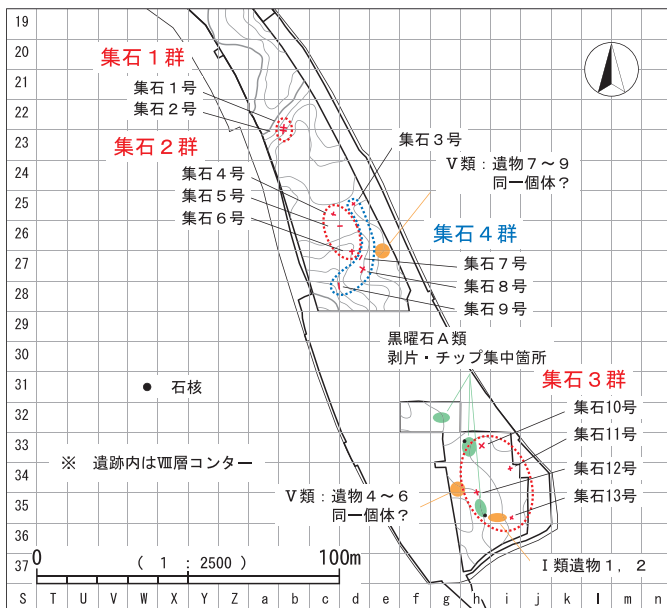 19
20
21
22
23
24
25
26
27
28
29
30
31
32
33
34
35
36
37
集石1群
集石1号
集石2号
集石2群
集石3号
集石4号
集石5号
集石6号
Ⅴ類：遺物7～9
同一個体？
集石4群
集石7号
集石8号
集石9号
黒曜石Ａ類
剥片・チップ集中箇所
集石3群
● 石核
集石10号
集石11号
集石12号
集石13号
※ 遺跡内はⅧ層コンター
Ⅴ類：遺物4～6
同一個体？
Ⅰ類遺物1，2
0 （ 1 : 2500 ） 100m
S T U V W X Y Z a b c d e f g h i j k l m n